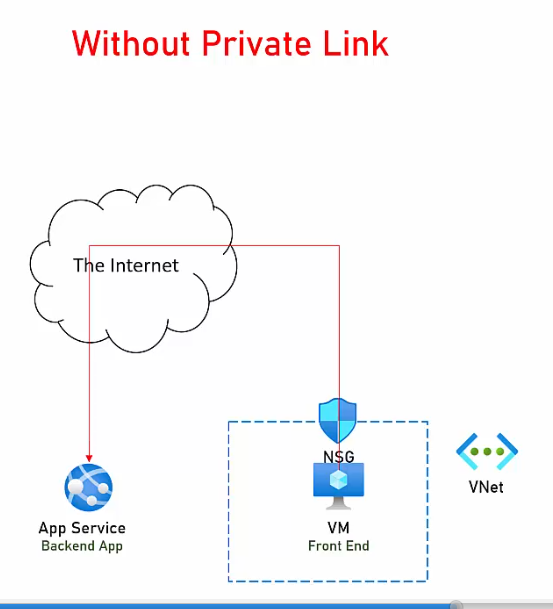 Without Private Link
The Internet
NSG
VNet
App Service
Backend App
VM
Front End